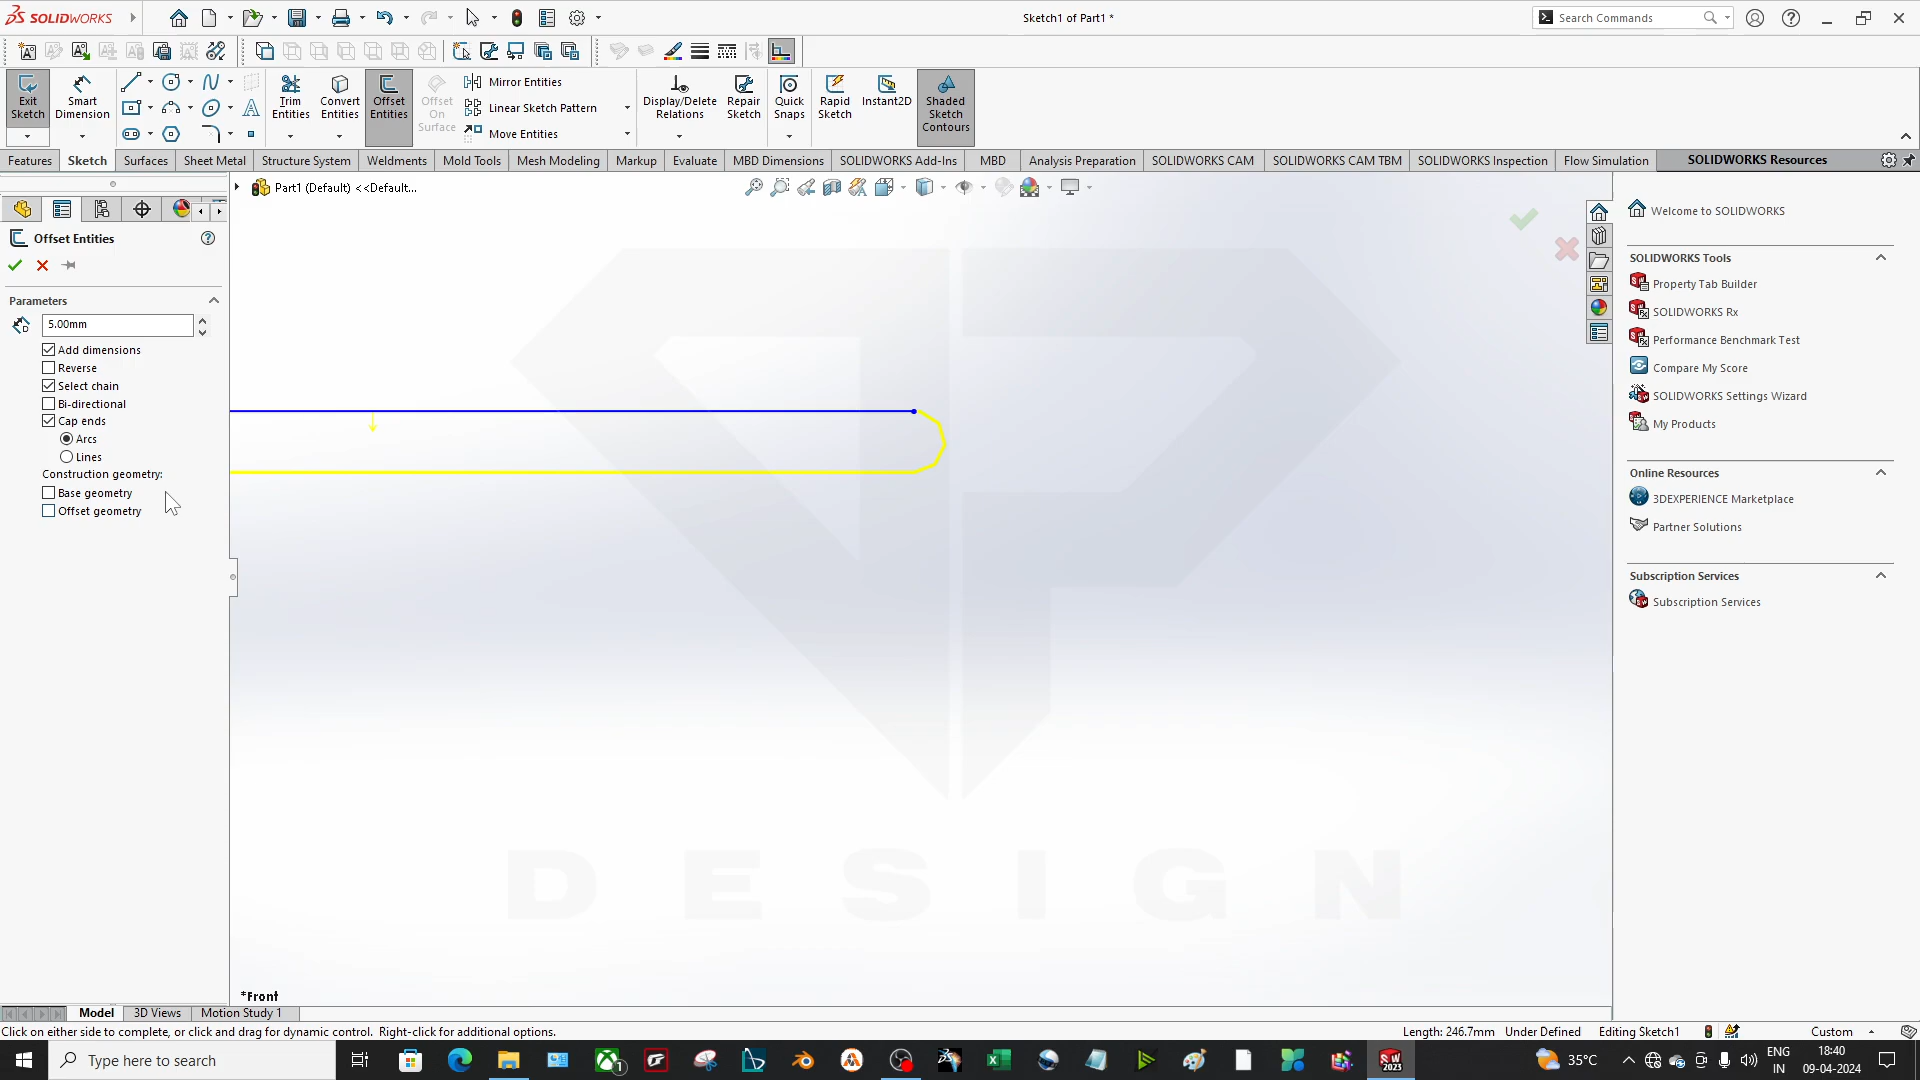 SOLIDWORKS
Sketch1 of Part1 *
Search Commands
Exit Sketch
Smart Dimension
Trim Entities
Convert Entities
Offset Entities
Offset On Surface
Mirror Entities
Linear Sketch Pattern
Move Entities
Display/Delete Relations
Repair Sketch
Quick Snaps
Rapid Sketch
Instant2D
Shaded Sketch Contours
Features Sketch Surfaces Sheet Metal Structure System Weldments Mold Tools Mesh Modeling Markup Evaluate MBD Dimensions SOLIDWORKS Add-Ins MBD Analysis Preparation SOLIDWORKS CAM SOLIDWORKS CAM TBM SOLIDWORKS Inspection Flow Simulation SOLIDWORKS Resources
Part1 (Default) <<Default...
Offset Entities
Parameters
5.00mm
Add dimensions
Reverse
Select chain
Bi-directional
Cap ends
Arcs
Lines
Construction geometry:
Base geometry
Offset geometry
DESIGN
*Front
Welcome to SOLIDWORKS
SOLIDWORKS Tools
Property Tab Builder
SOLIDWORKS Rx
Performance Benchmark Test
Compare My Score
SOLIDWORKS Settings Wizard
My Products
Online Resources
3DEXPERIENCE Marketplace
Partner Solutions
Subscription Services
Subscription Services
Model 3D Views Motion Study 1
Click on either side to complete, or click and drag for dynamic control. Right-click for additional options.
Length: 246.7mm Under Defined Editing Sketch1 Custom
Type here to search
35°C
ENG
IN
18:40
09-04-2024